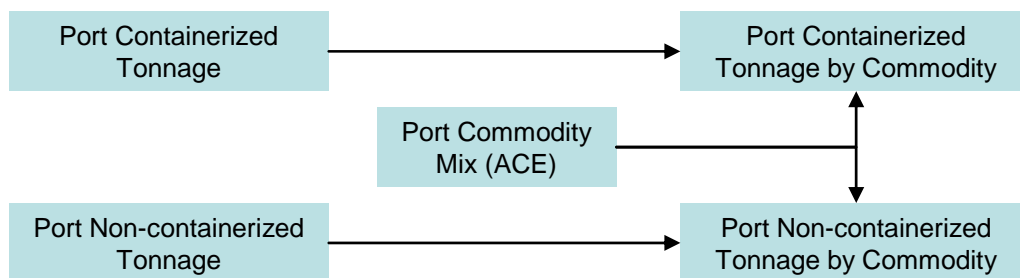 Port Containerized
Tonnage
Port Containerized
Tonnage by Commodity
Port Commodity
Mix (ACE)
Port Non-containerized
Tonnage
Port Non-containerized
Tonnage by Commodity